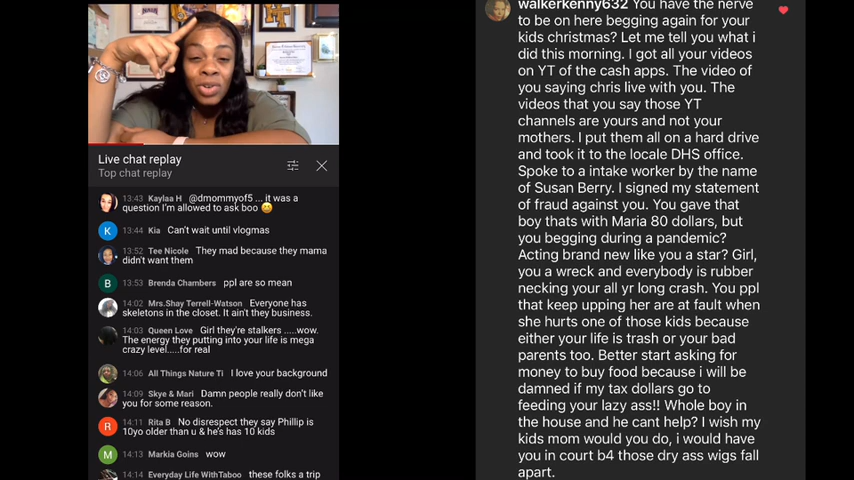 Live chat replay
Top chat replay
13:43 Kaylaa H @dmommyof5 ... it was a
question I'm allowed to ask boo 😀
13:44 Kia Can't wait until vlogmas
13:52 Tee Nicole They mad because they mama
didn't want them
13:53 Brenda Chambers ppl are so mean
14:02 Mrs.Shay Terrell-Watson Everyone has
skeletons in the closet. It ain't they business.
14:03 Queen Love Girl they're stalkers .....wow.
The energy they putting into your life is mega
crazy level.....for real
14:06 All Things Nature Ti I love your background
14:09 Skye & Mari Damn people really don't like
you for some reason.
14:11 Rita B No disrespect they say Phillip is
10yo older than u & he's has 10 kids
14:13 Markia Goins wow
14:14 Everyday Life WithTaboo these folks a trip
walkerkenny632 You have the nerve
to be on here begging again for your
kids christmas? Let me tell you what i
did this morning. I got all your videos
on YT of the cash apps. The video of
you saying chris live with you. The
videos that you say those YT
channels are yours and not your
mothers. I put them all on a hard drive
and took it to the locale DHS office.
Spoke to a intake worker by the name
of Susan Berry. I signed my statement
of fraud against you. You gave that
boy thats with Maria 80 dollars, but
you begging during a pandemic?
Acting brand new like you a star? Girl,
you a wreck and everybody is rubber
necking your all yr long crash. You ppl
that keep upping her are at fault when
she hurts one of those kids because
either your life is trash or your bad
parents too. Better start asking for
money to buy food because i will be
damned if my tax dollars go to
feeding your lazy ass!! Whole boy in
the house and he cant help? I wish my
kids mom would you do, i would have
you in court b4 those dry ass wigs fall
apart.